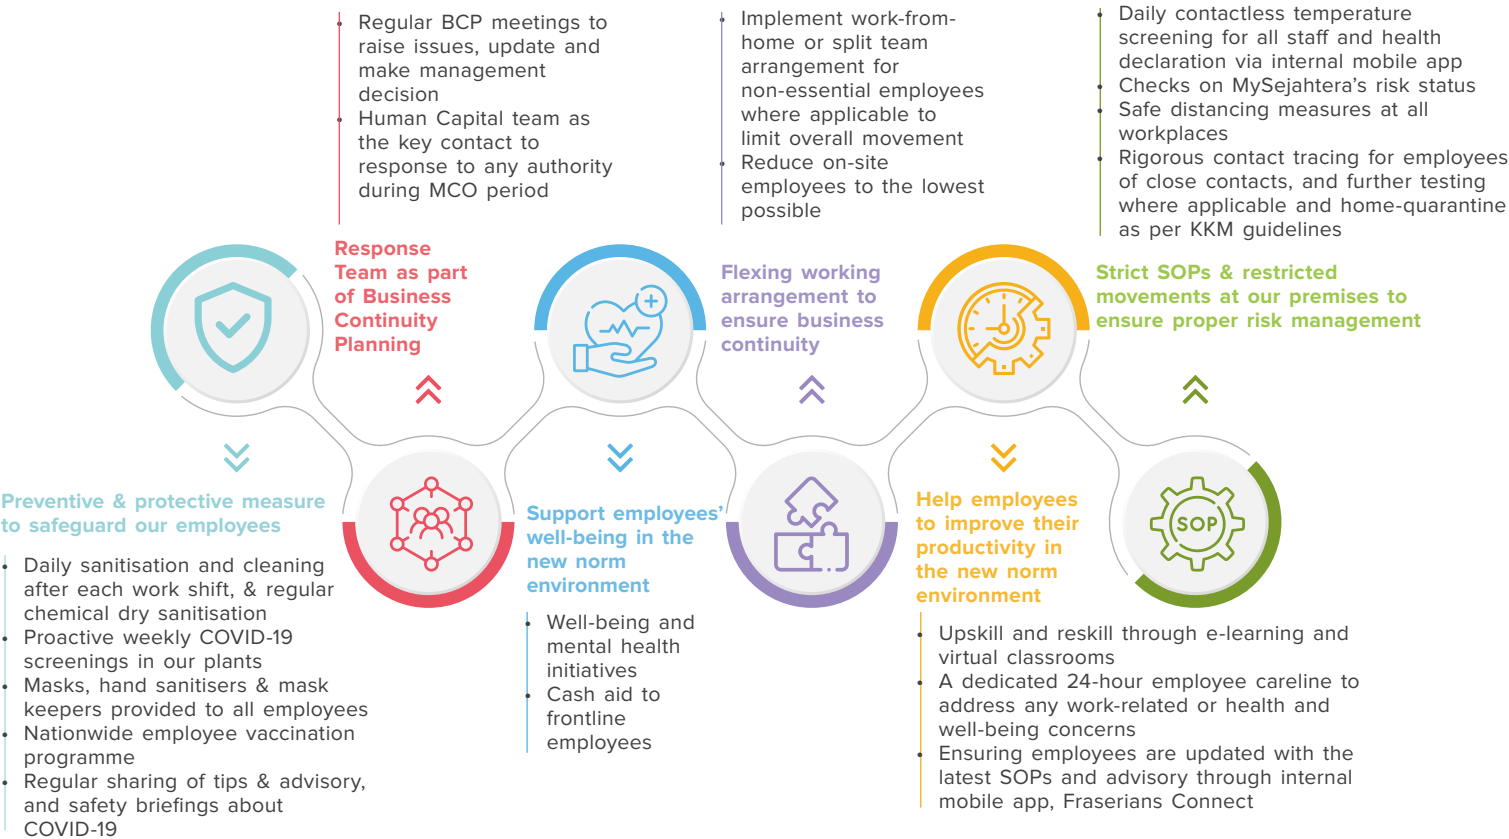 Preventive & protective measure
to safeguard our employees
Daily sanitisation and cleaning
after each work shift, & regular
chemical dry sanitisation
Proactive weekly COVID-19
screenings in our plants
Masks, hand sanitisers & mask
keepers provided to all employees
Nationwide employee vaccination
programme
Regular sharing of tips & advisory,
and safety briefings about
COVID-19
Regular BCP meetings to
raise issues, update and
make management
decision
Human Capital team as
the key contact to
response to any authority
during MCO period
Response
Team as part
of Business
Continuity
Planning
Support employees’
well-being in the
new norm
environment
Well-being and
mental health
initiatives
Cash aid to
frontline
employees
Implement work-from-
home or split team
arrangement for
non-essential employees
where applicable to
limit overall movement
Reduce on-site
employees to the lowest
possible
Flexing working
arrangement to
ensure business
continuity
Help employees
to improve their
productivity in
the new norm
environment
Upskill and reskill through e-learning and
virtual classrooms
A dedicated 24-hour employee careline to
address any work-related or health and
well-being concerns
Ensuring employees are updated with the
latest SOPs and advisory through internal
mobile app, Fraserians Connect
Daily contactless temperature
screening for all staff and health
declaration via internal mobile app
Checks on MySejahtera’s risk status
Safe distancing measures at all
workplaces
Rigorous contact tracing for employees
of close contacts, and further testing
where applicable and home-quarantine
as per KKM guidelines
Strict SOPs & restricted
movements at our premises to
ensure proper risk management
SOP